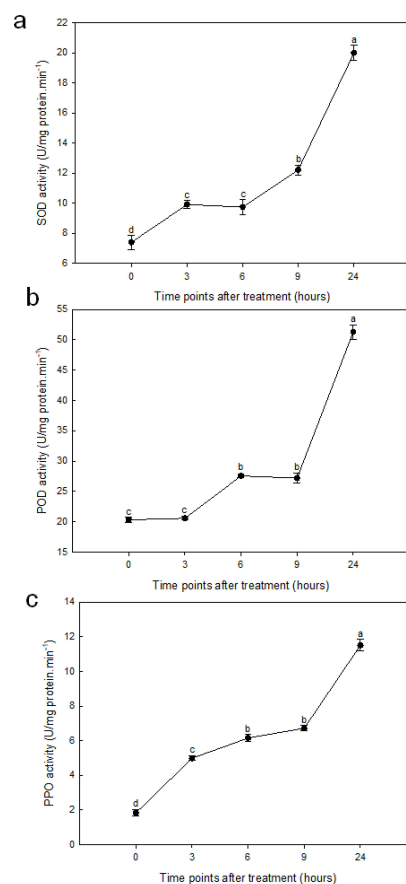 a
SOD activity (U/mg protein.min⁻¹)
22
20
18
16
14
12
10
8
6
d
c
c
b
a
0 3 6 9 24
Time points after treatment (hours)
b
POD activity (U/mg protein.min⁻¹)
55
50
45
40
35
30
25
20
15
c
c
b
b
a
0 3 6 9 24
Time points after treatment (hours)
c
PPO activity (U/mg protein.min⁻¹)
14
12
10
8
6
4
2
0
d
c
b
b
a
0 3 6 9 24
Time points after treatment (hours)